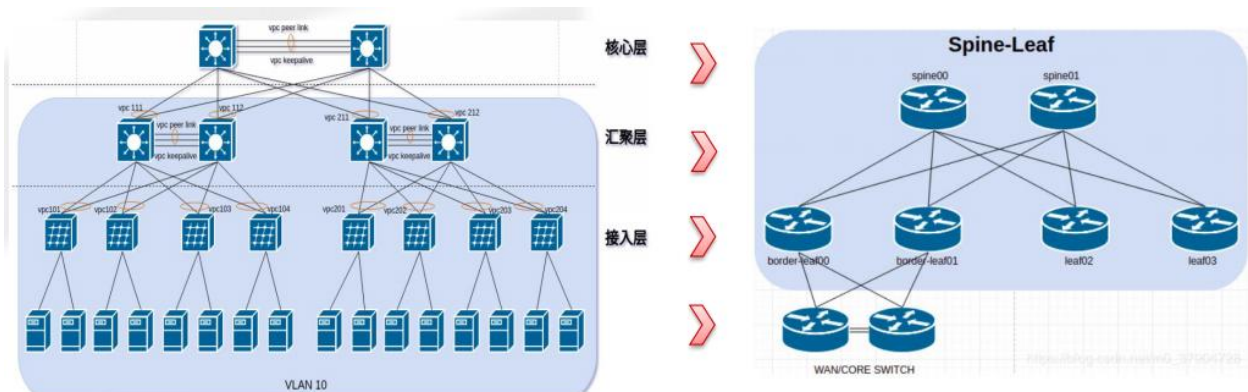 vpc peer link
vpc keepalive
核心层
vpc 111
vpc 112
vpc 211
vpc 212
vpc peer link
vpc keepalive
vpc peer link
vpc keepalive
汇聚层
vpc101
vpc102
vpc103
vpc104
vpc201
vpc202
vpc203
vpc204
接入层
VLAN 10
Spine-Leaf
spine00
spine01
border-leaf00
border-leaf01
leaf02
leaf03
WAN/CORE SWITCH